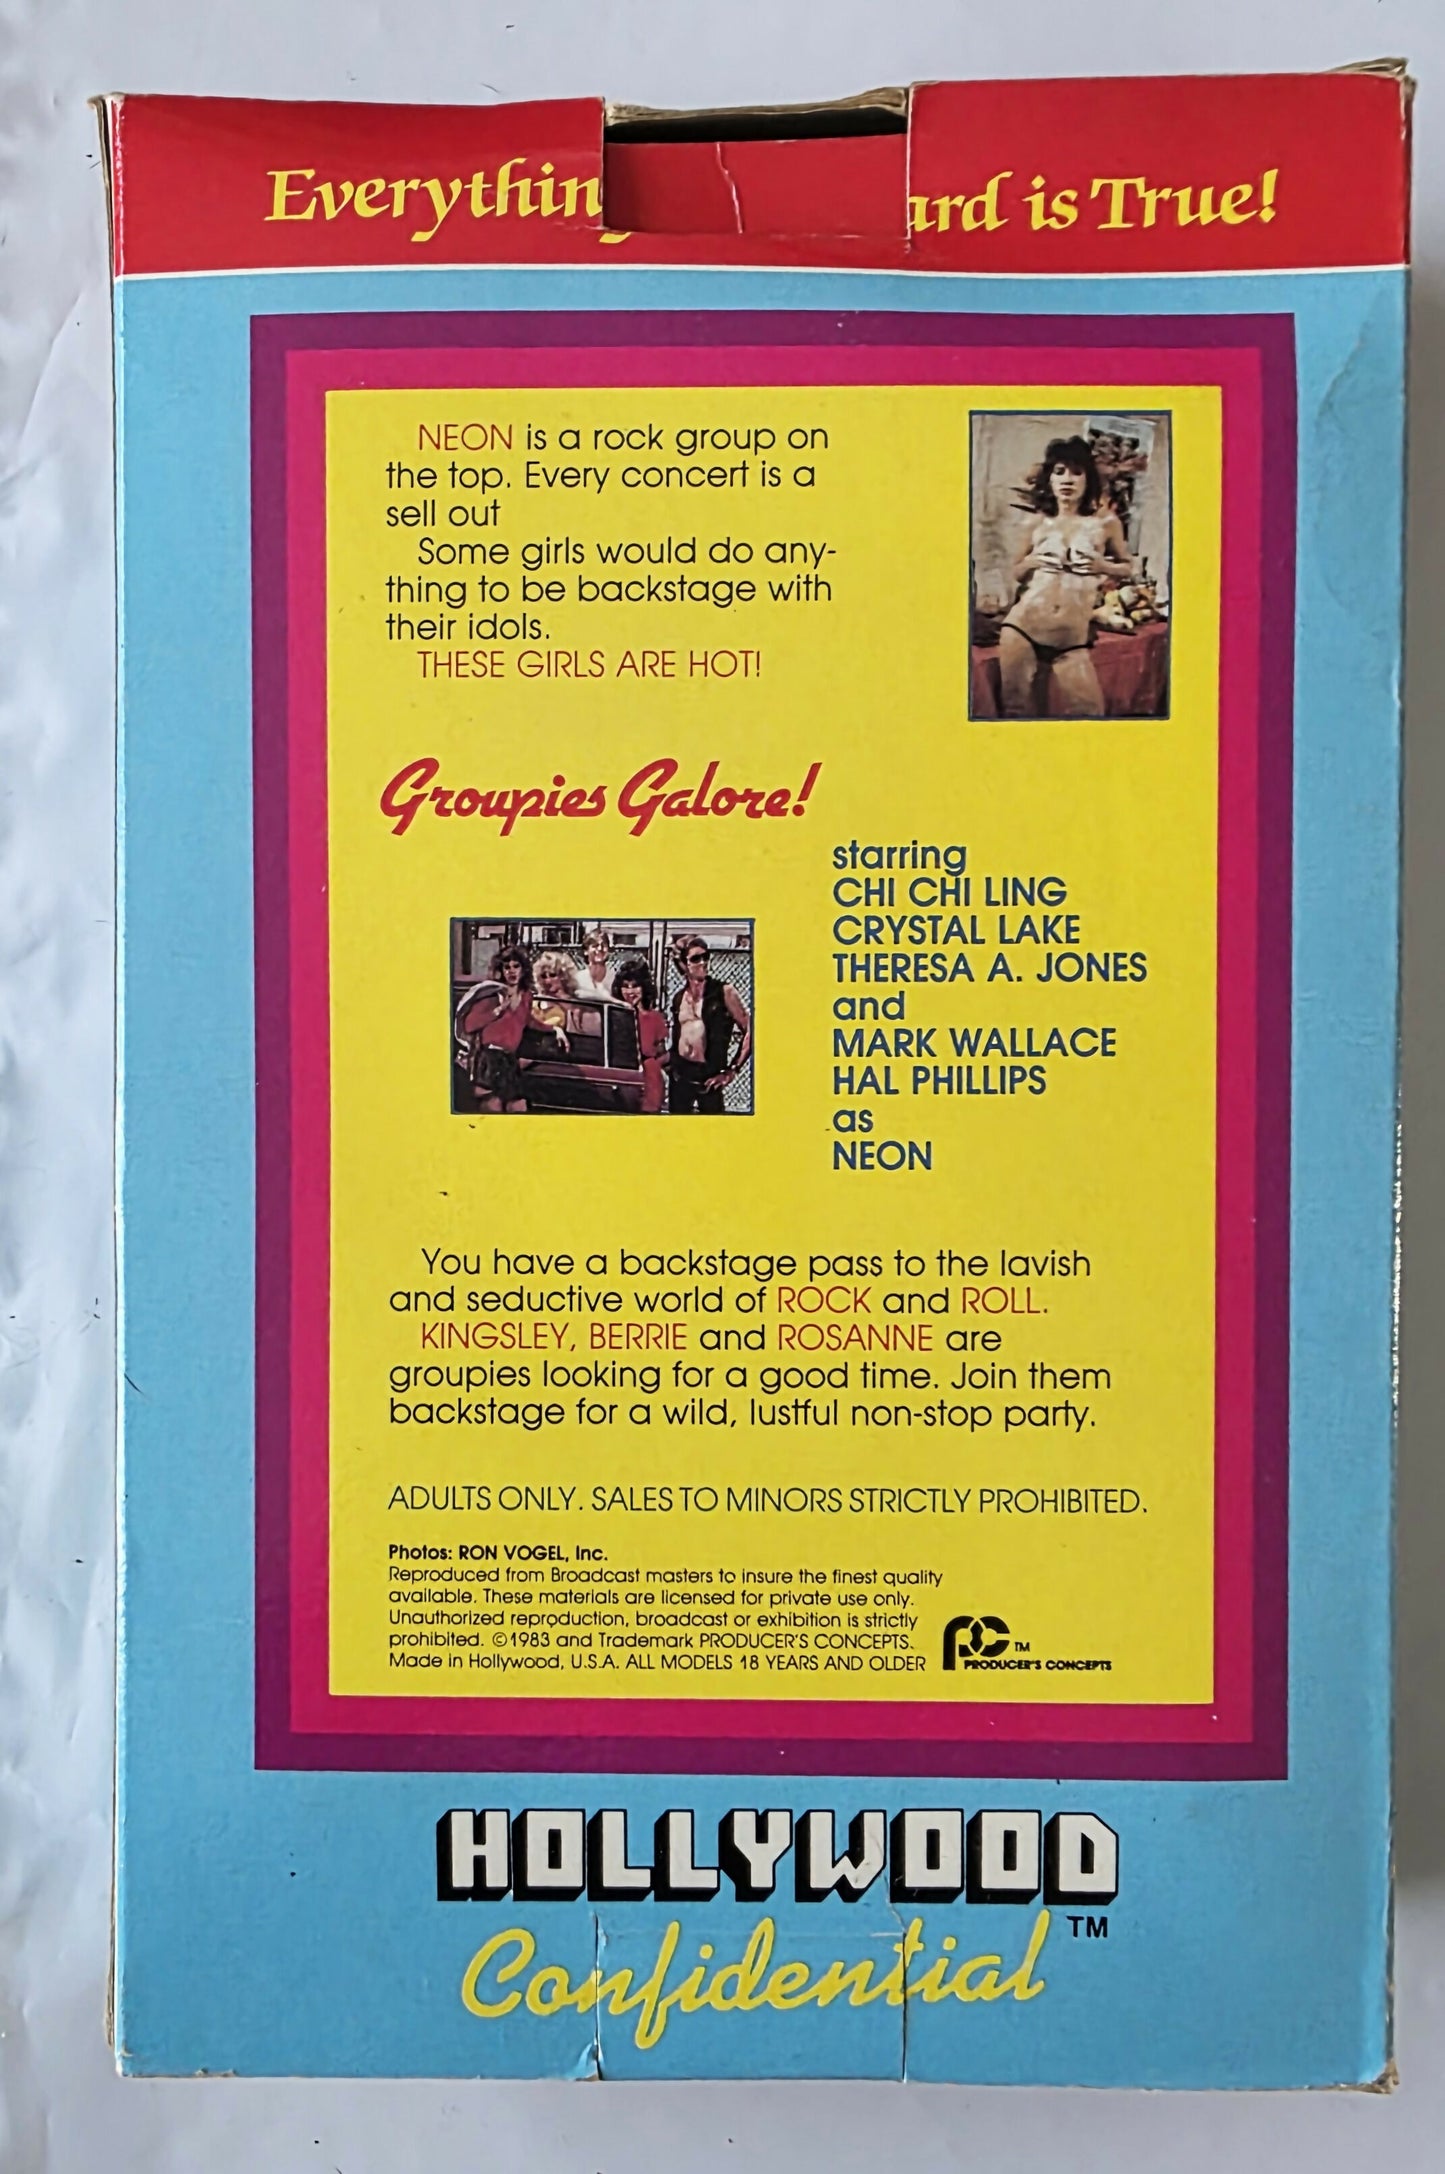 Everything ard is True!
NEON is a rock group on
the top. Every concert is a
sell out
Some girls would do any-
thing to be backstage with
their idols.
THESE GIRLS ARE HOT!
Groupies Galore!
starring
CHI CHI LING
CRYSTAL LAKE
THERESA A. JONES
and
MARK WALLACE
HAL PHILLIPS
as
NEON
You have a backstage pass to the lavish
and seductive world of ROCK and ROLL.
KINGSLEY, BERRIE and ROSANNE are
groupies looking for a good time. Join them
backstage for a wild, lustful non-stop party.
ADULTS ONLY. SALES TO MINORS STRICTLY PROHIBITED.
Photos: RON VOGEL, Inc.
Reproduced from Broadcast masters to insure the finest quality
available. These materials are licensed for private use only.
Unauthorized reproduction, broadcast or exhibition is strictly
prohibited. ©1983 and Trademark PRODUCER'S CONCEPTS.
Made in Hollywood, U.S.A. ALL MODELS 18 YEARS AND OLDER
PC TM
PRODUCER'S CONCEPTS
HOLLYWOOD
Confidential TM